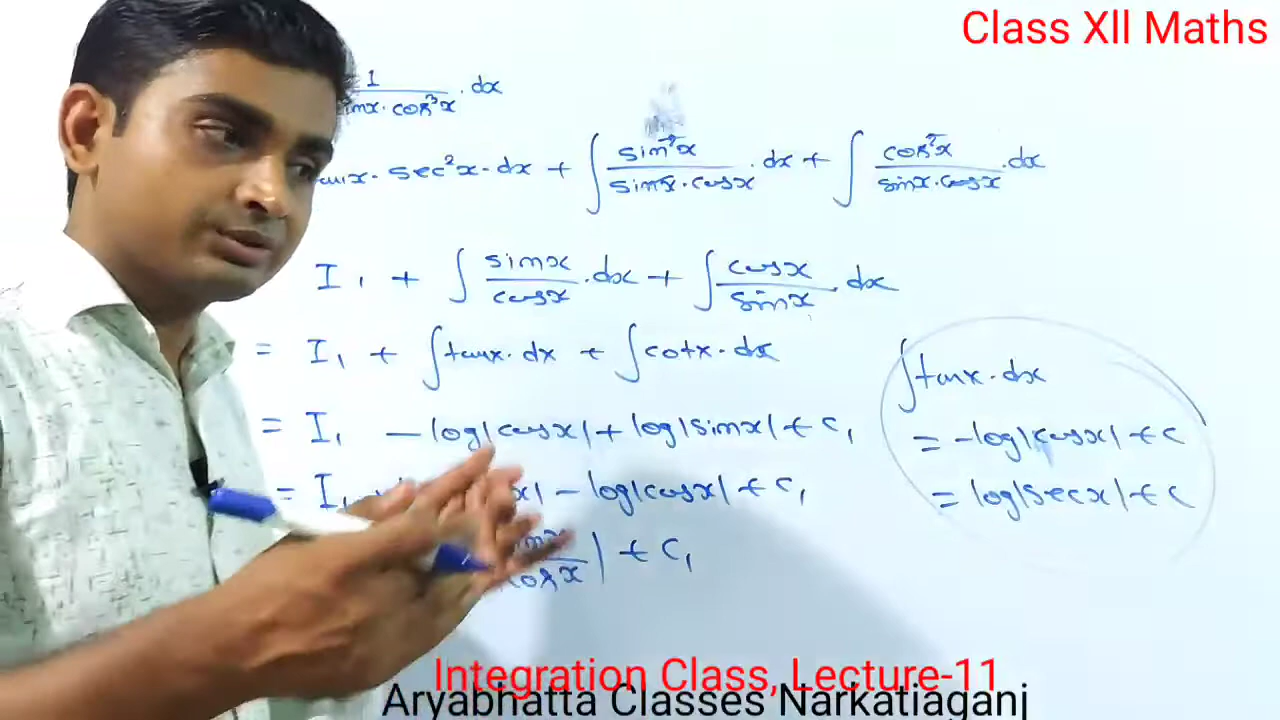 Class XII Maths
1/sinx·cos³x · dx
tanx·sec²x·dx + ∫ sin²x/sinx·cosx · dx + ∫ cos²x/sinx·cosx · dx
I₁ + ∫ sinx/cosx · dx + ∫ cosx/sinx · dx
= I₁ + ∫tanx·dx + ∫cotx·dx
= I₁ - log|cosx| + log|sinx| + C₁
= I₁ x| - log|cosx| + C₁
sinx/cosx | + C₁
∫tanx·dx
= -log|cosx| + C
= log|secx| + C
Integration Class, Lecture-11
Aryabhatta Classes Narkatiaganj